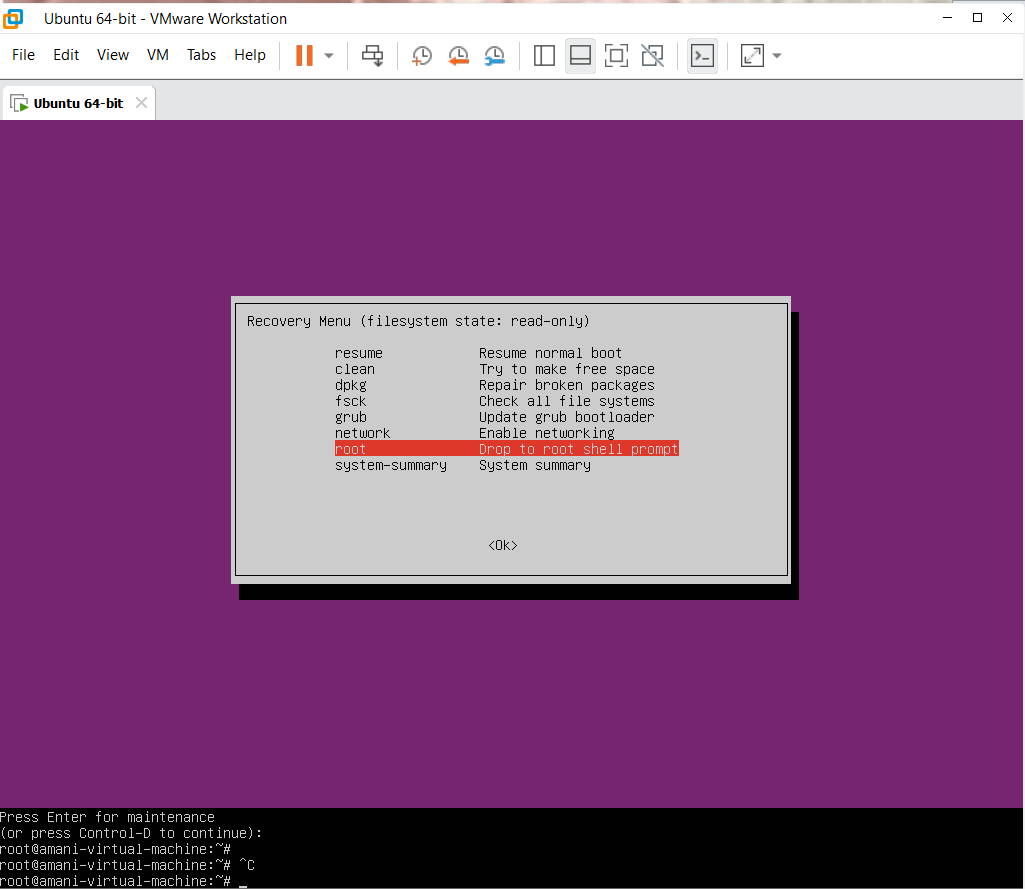 Ubuntu 64-bit - VMware Workstation
File Edit View VM Tabs Help
Ubuntu 64-bit
Recovery Menu (filesystem state: read-only)
resume Resume normal boot
clean Try to make free space
dpkg Repair broken packages
fsck Check all file systems
grub Update grub bootloader
network Enable networking
root Drop to root shell prompt
system-summary System summary
<Ok>
Press Enter for maintenance
(or press Control-D to continue):
root@amani-virtual-machine:~#
root@amani-virtual-machine:~# ^C
root@amani-virtual-machine:~# _